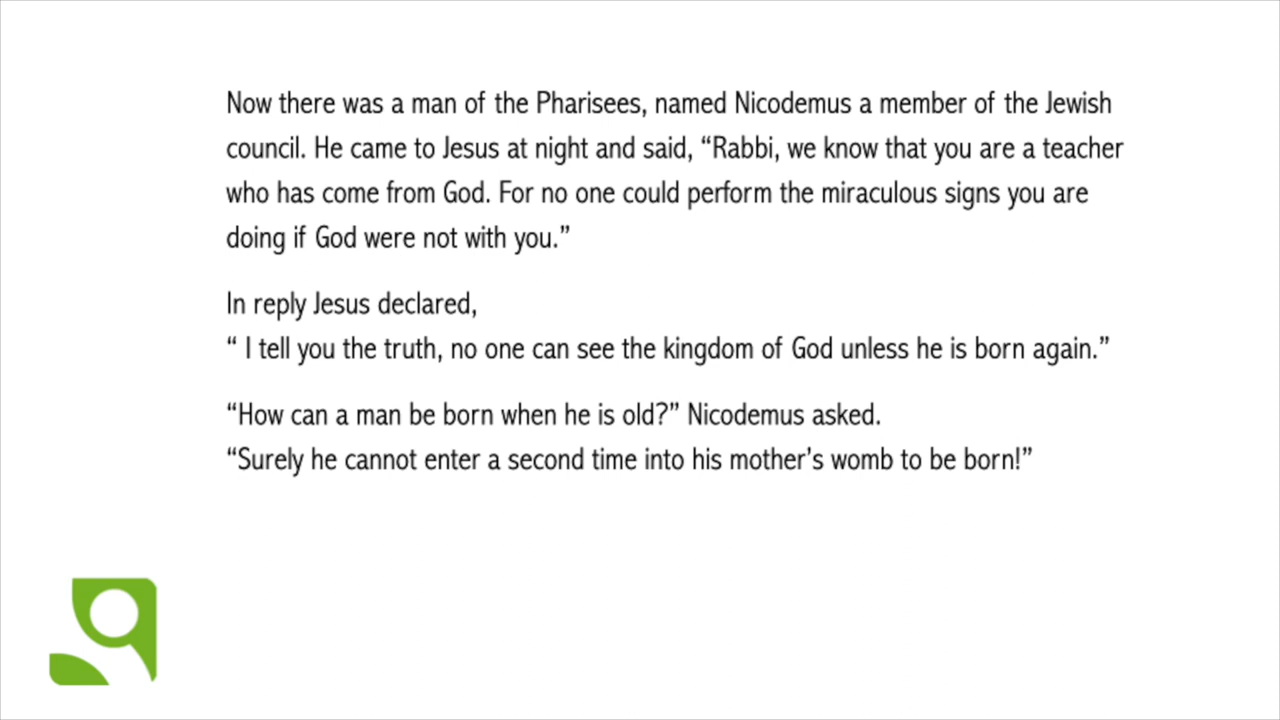 Now there was a man of the Pharisees, named Nicodemus a member of the Jewish
council. He came to Jesus at night and said, “Rabbi, we know that you are a teacher
who has come from God. For no one could perform the miraculous signs you are
doing if God were not with you.”
In reply Jesus declared,
“ I tell you the truth, no one can see the kingdom of God unless he is born again.”
“How can a man be born when he is old?” Nicodemus asked.
“Surely he cannot enter a second time into his mother’s womb to be born!”